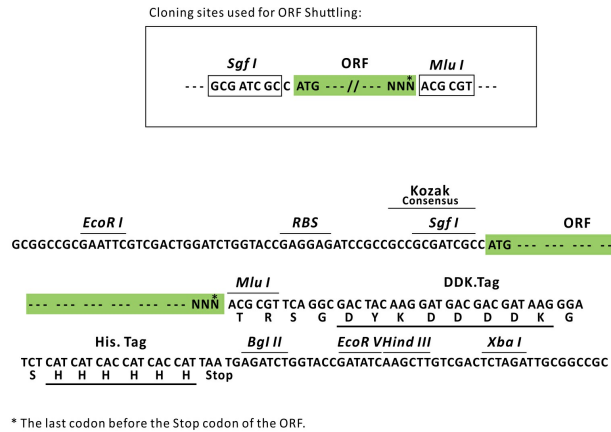 Cloning sites used for ORF Shuttling:
Sgf I ORF Mlu I
--- GCG ATC GC C ATG ---//--- NNN* ACG CGT ---
Kozak
Consensus
EcoR I RBS Sgf I ORF
GCGGCCGCGAATTCGTCGACTGGATCTGGTACCGAGGAGATCCGCCGCCGCGATCGCC ATG --- --- --- --
Mlu I DDK.Tag
--- --- --- --- --- --- --- NNN* ACG CGT TCA GGC GAC TAC AAG GAT GAC GAC GAT AAG GGA
T R S G D Y K D D D D K G
His. Tag Bgl II EcoR V Hind III Xba I
TCT CAT CAT CAC CAT CAC CAT TAA TGAGATCTGGTACCGATATCAAGCTTGTCGACTCTAGATTGCGGCCGC
S H H H H H H Stop
* The last codon before the Stop codon of the ORF.